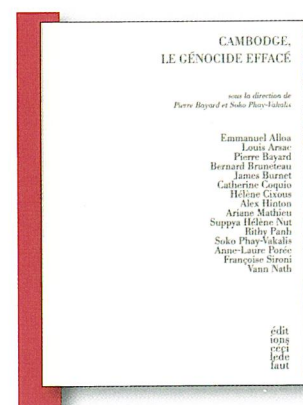 CAMBODGE,
LE GÉNOCIDE EFFACÉ
sous la direction de
Pierre Bayard et Soko Phay-Vakalis
Emmanuel Alloa
Louis Arsac
Pierre Bayard
Bernard Bruneteau
James Burnet
Catherine Coquio
Hélène Cixous
Alex Hinton
Ariane Mathieu
Suppya Hélène Nut
Rithy Panh
Soko Phay-Vakalis
Anne-Laure Porée
Françoise Sironi
Vann Nath
édit
ions
céci
lede
faut